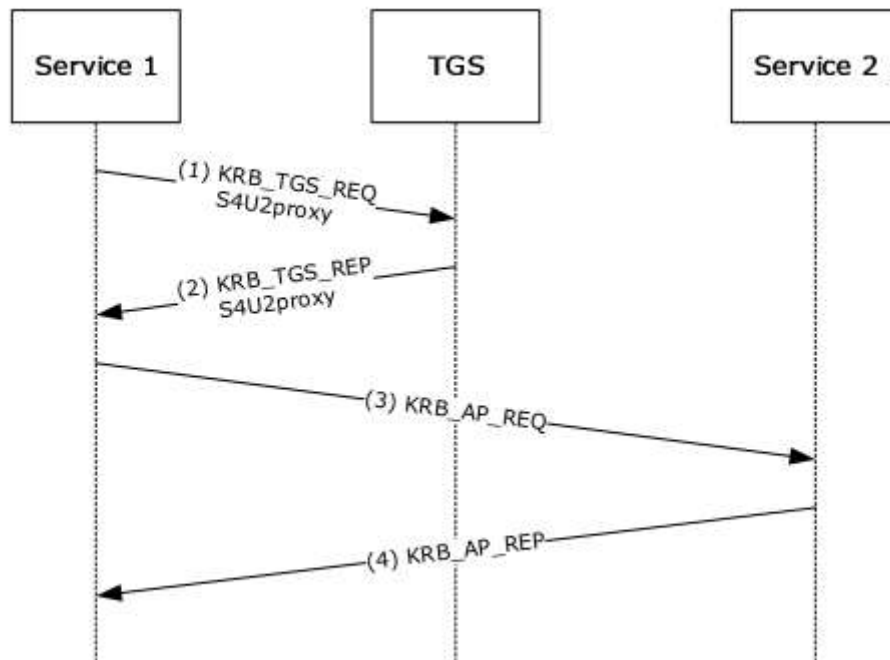 Service 1
TGS
Service 2
(1) KRB_TGS_REQ
S4U2proxy
(2) KRB_TGS_REP
S4U2proxy
(3) KRB_AP_REQ
(4) KRB_AP_REP